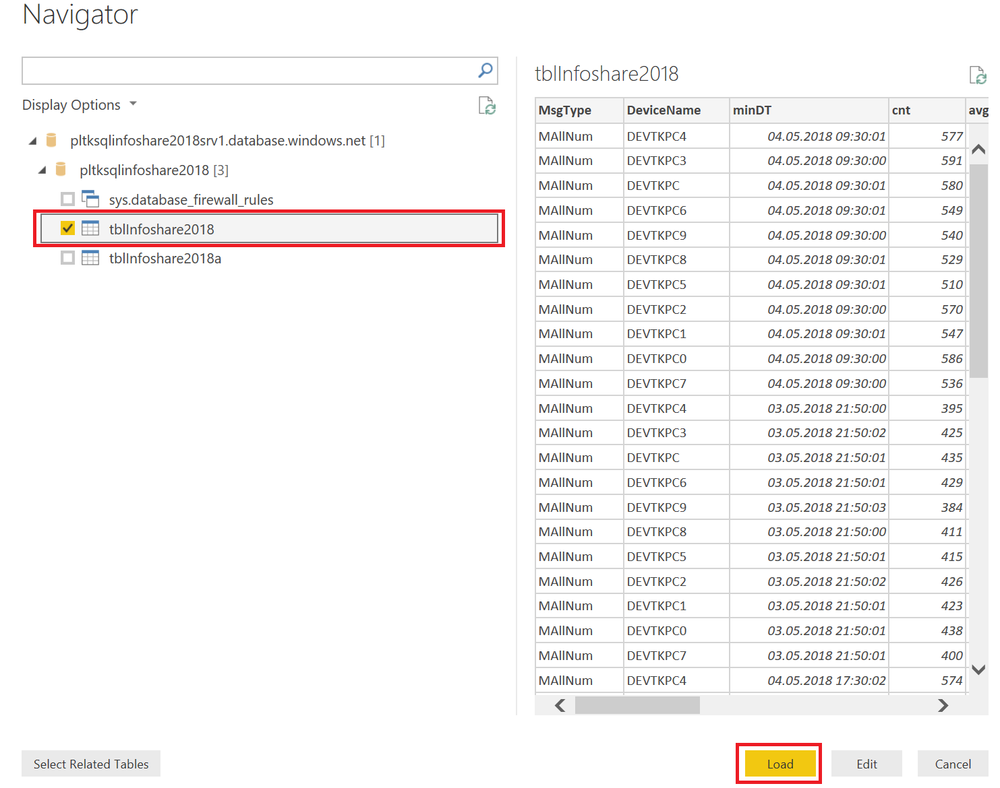 Navigator
Display Options
pltksqlinfoshare2018srv1.database.windows.net [1]
pltksqlinfoshare2018 [3]
sys.database_firewall_rules
tblInfoshare2018
tblInfoshare2018a
tblInfoshare2018
MsgType DeviceName minDT cnt avg
MAllNum DEVTKPC4 04.05.2018 09:30:01 577
MAllNum DEVTKPC3 04.05.2018 09:30:00 591
MAllNum DEVTKPC 04.05.2018 09:30:01 580
MAllNum DEVTKPC6 04.05.2018 09:30:01 549
MAllNum DEVTKPC9 04.05.2018 09:30:00 540
MAllNum DEVTKPC8 04.05.2018 09:30:01 529
MAllNum DEVTKPC5 04.05.2018 09:30:01 510
MAllNum DEVTKPC2 04.05.2018 09:30:00 570
MAllNum DEVTKPC1 04.05.2018 09:30:01 547
MAllNum DEVTKPC0 04.05.2018 09:30:00 586
MAllNum DEVTKPC7 04.05.2018 09:30:00 536
MAllNum DEVTKPC4 03.05.2018 21:50:00 395
MAllNum DEVTKPC3 03.05.2018 21:50:02 425
MAllNum DEVTKPC 03.05.2018 21:50:01 435
MAllNum DEVTKPC6 03.05.2018 21:50:01 429
MAllNum DEVTKPC9 03.05.2018 21:50:03 384
MAllNum DEVTKPC8 03.05.2018 21:50:00 411
MAllNum DEVTKPC5 03.05.2018 21:50:01 415
MAllNum DEVTKPC2 03.05.2018 21:50:02 426
MAllNum DEVTKPC1 03.05.2018 21:50:01 423
MAllNum DEVTKPC0 03.05.2018 21:50:01 438
MAllNum DEVTKPC7 03.05.2018 21:50:01 400
MAllNum DEVTKPC4 04.05.2018 17:30:02 574
Select Related Tables
Load
Edit
Cancel